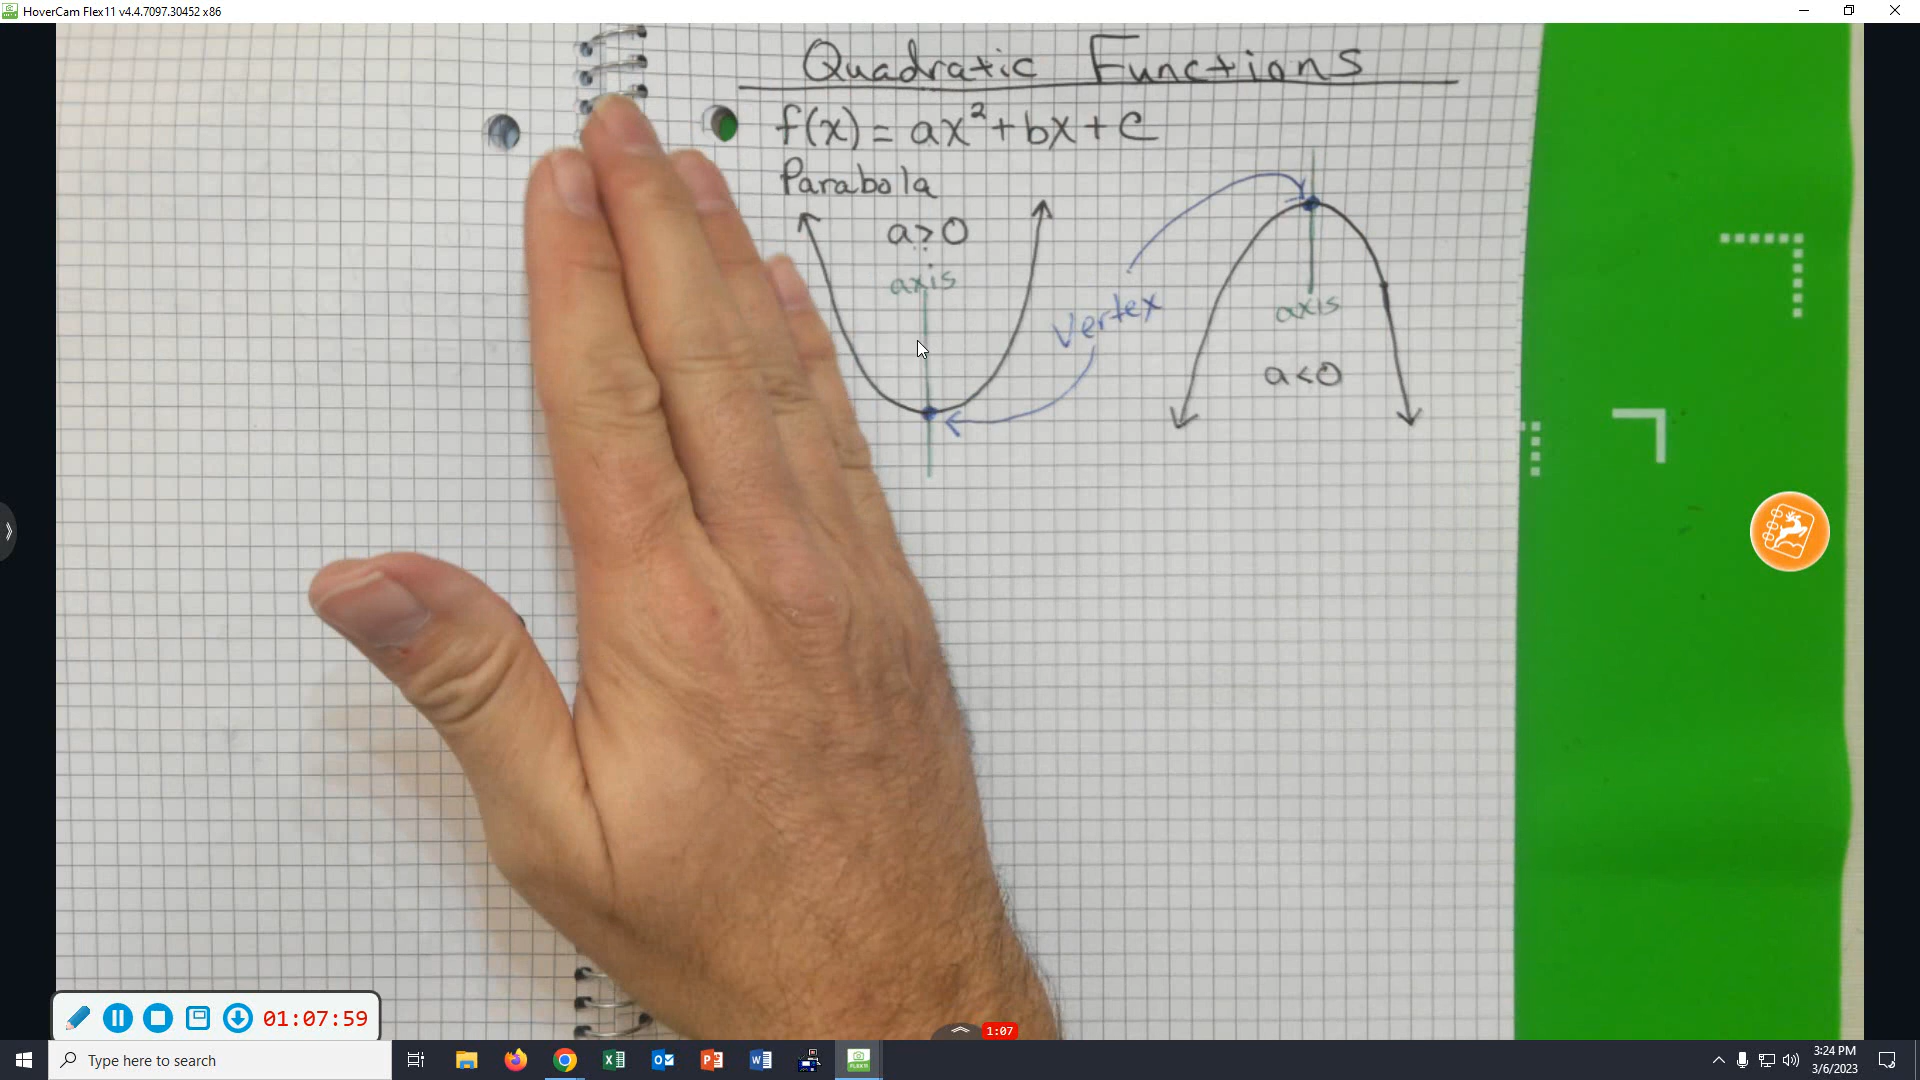 HoverCam Flex11 v4.4.7097.30452 x86
Quadratic Functions
f(x) = ax²+bx+c
Parabola
a > 0
axis
Vertex
axis
a < 0
01:07:59
1:07
Type here to search
3:24 PM
3/6/2023